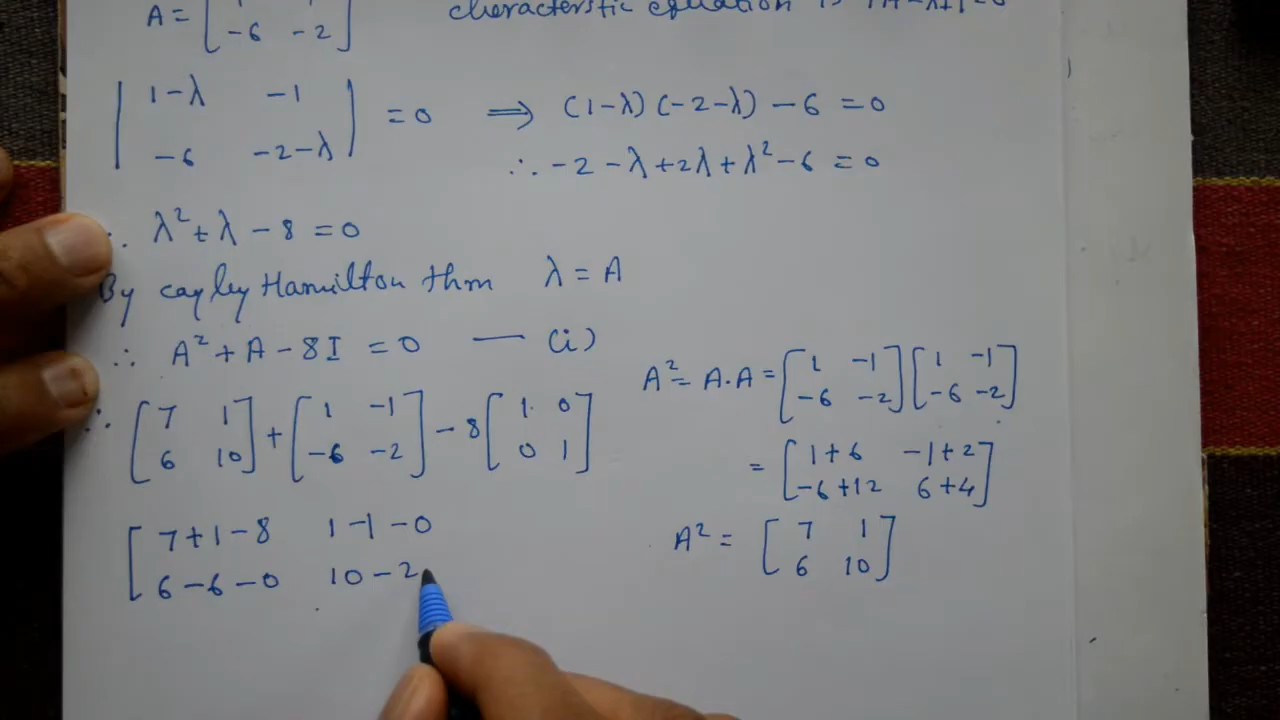 A = [ -6 -2 ] characterstic equation is |A-λI|=0
| 1-λ -1 | = 0 ⟹ (1-λ) (-2-λ) - 6 = 0
| -6 -2-λ | ∴ -2 - λ + 2λ + λ² - 6 = 0
∴ λ² + λ - 8 = 0
By cayley Hamilton thm λ = A
∴ A² + A - 8I = 0 — (i)
∴ [ 7 1 ; 6 10 ] + [ 1 -1 ; -6 -2 ] - 8 [ 1 0 ; 0 1 ]
[ 7+1-8 1-1-0
6-6-0 10-2
A² = A.A = [ 1 -1 ; -6 -2 ] [ 1 -1 ; -6 -2 ]
= [ 1+6 -1+2 ; -6+12 6+4 ]
A² = [ 7 1 ; 6 10 ]